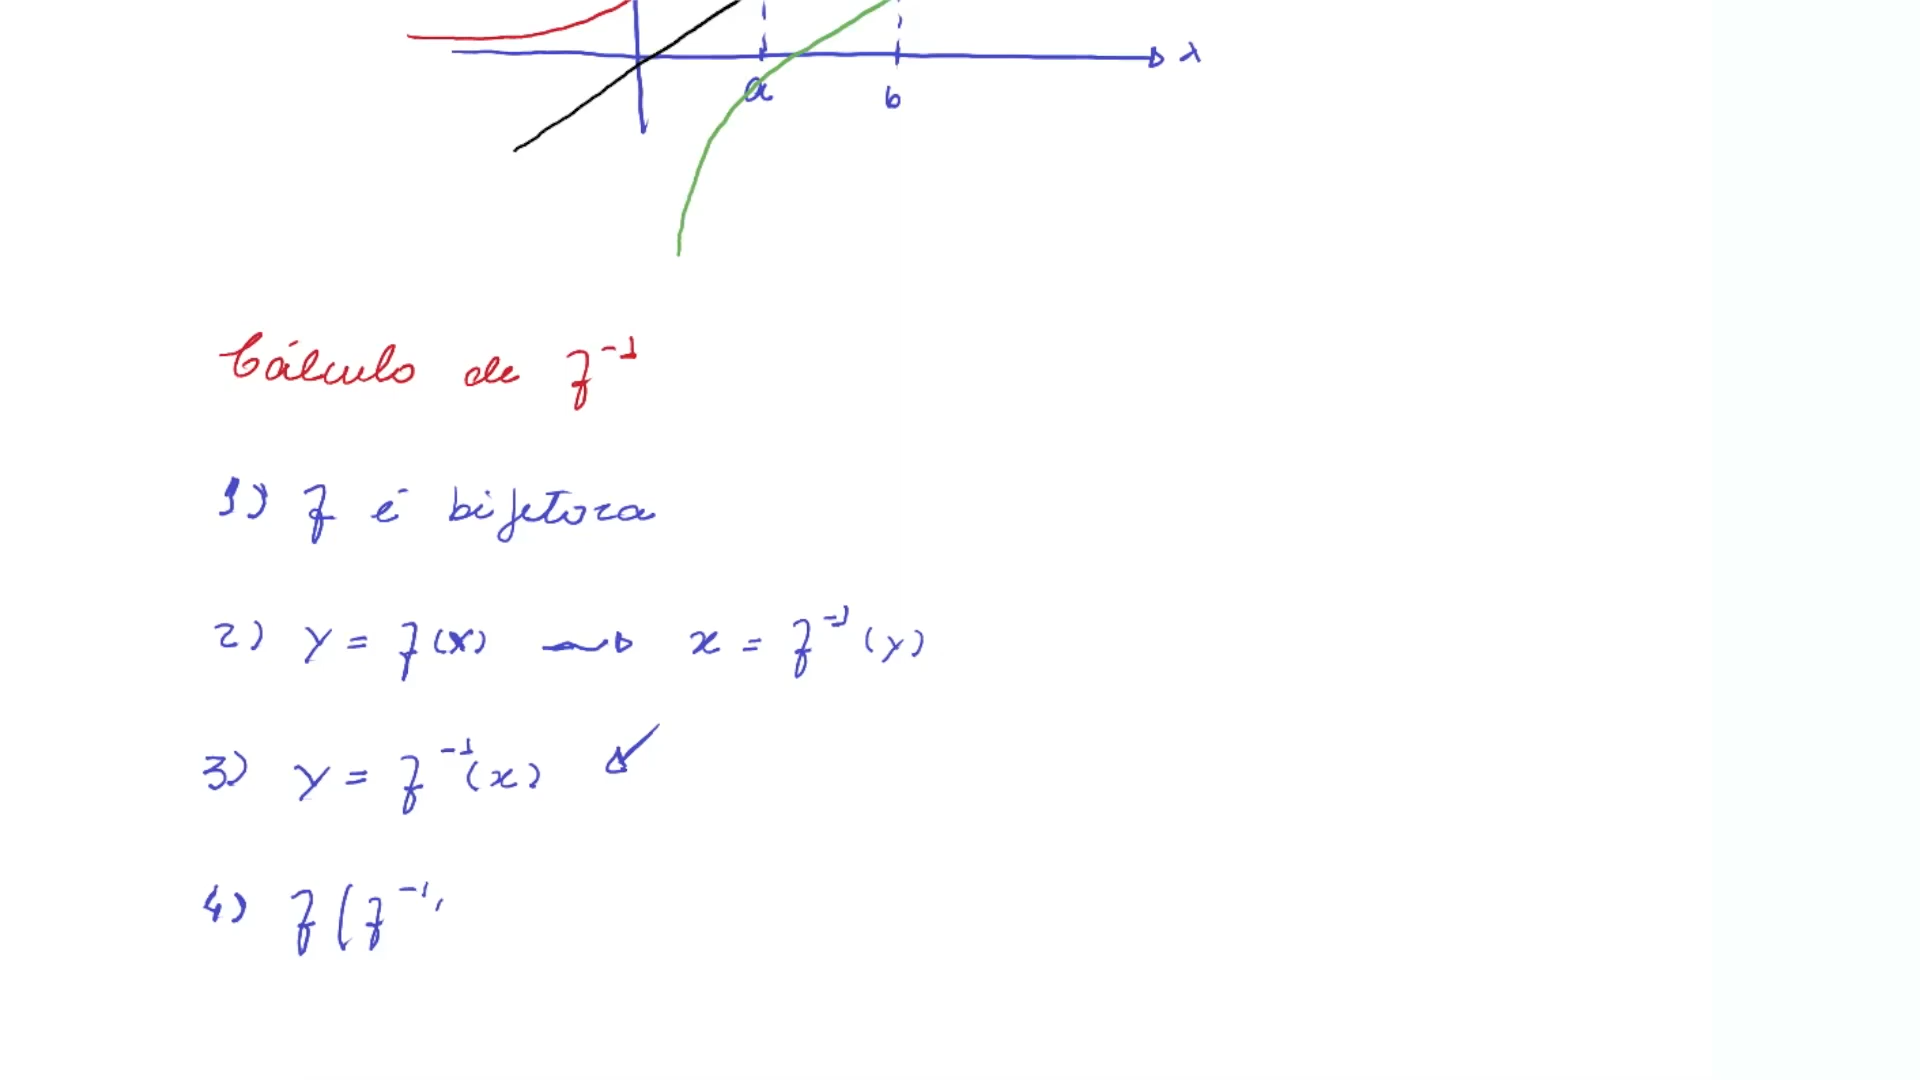 x
a b
Cálculo de f⁻¹
1) f é bijetora
2) y = f(x) → x = f⁻¹(y)
3) y = f⁻¹(x) ↙
4) f(f⁻¹